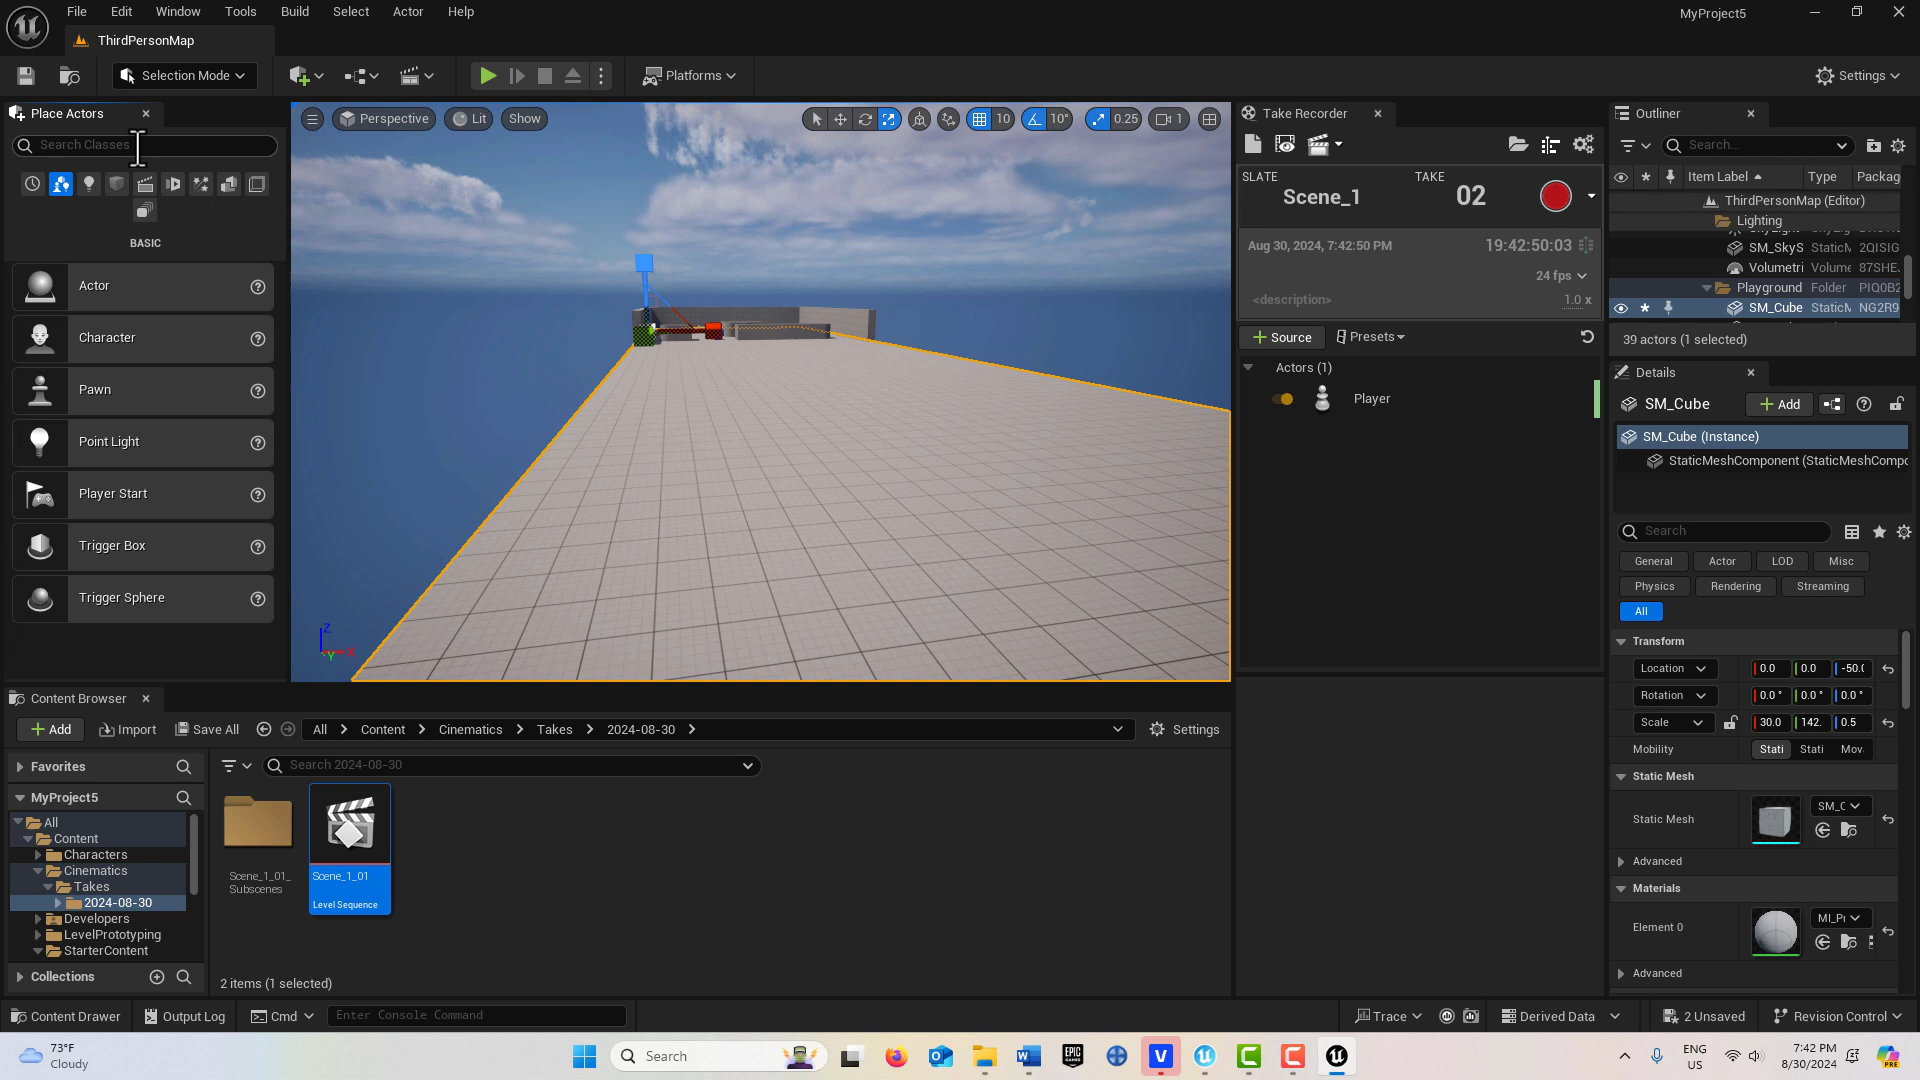 File Edit Window Tools Build Select Actor Help
MyProject5
ThirdPersonMap
Selection Mode
Platforms
Settings
Place Actors
Search Classes
BASIC
Actor
Character
Pawn
Point Light
Player Start
Trigger Box
Trigger Sphere
Perspective Lit Show
10 10° 0.25 1
Z
X
Y
Take Recorder
SLATE
Scene_1
TAKE
02
Aug 30, 2024, 7:42:50 PM
19:42:50:03
24 fps
<description>
1.0 x
Source
Presets
Actors (1)
Player
Outliner
Search...
Item Label Type Packag
ThirdPersonMap (Editor)
Lighting
SM_SkyS StaticM 2QISIG
Volumetri Volume 87SHE
Playground Folder PIQ0B2
SM_Cube StaticM NG2R9
39 actors (1 selected)
Details
SM_Cube
Add
SM_Cube (Instance)
StaticMeshComponent (StaticMeshCompo
Search
General Actor LOD Misc
Physics Rendering Streaming
All
Transform
Location 0.0 0.0 -50.(
Rotation 0.0 ° 0.0 ° 0.0 °
Scale 30.0 142. 0.5
Mobility Stati Stati Mov
Static Mesh
Static Mesh
SM_C
Advanced
Materials
Element 0
MI_Pr
Advanced
Content Browser
Add Import Save All All Content Cinematics Takes 2024-08-30 Settings
Favorites
MyProject5
All
Content
Characters
Cinematics
Takes
2024-08-30
Developers
LevelPrototyping
StarterContent
Collections
Search 2024-08-30
Scene_1_01_
Subscenes
Scene_1_01
Level Sequence
2 items (1 selected)
Content Drawer Output Log Cmd Enter Console Command Trace Derived Data 2 Unsaved Revision Control
73°F
Cloudy
Search
EPIC
GAMES
ENG
US
7:42 PM
8/30/2024
PRE